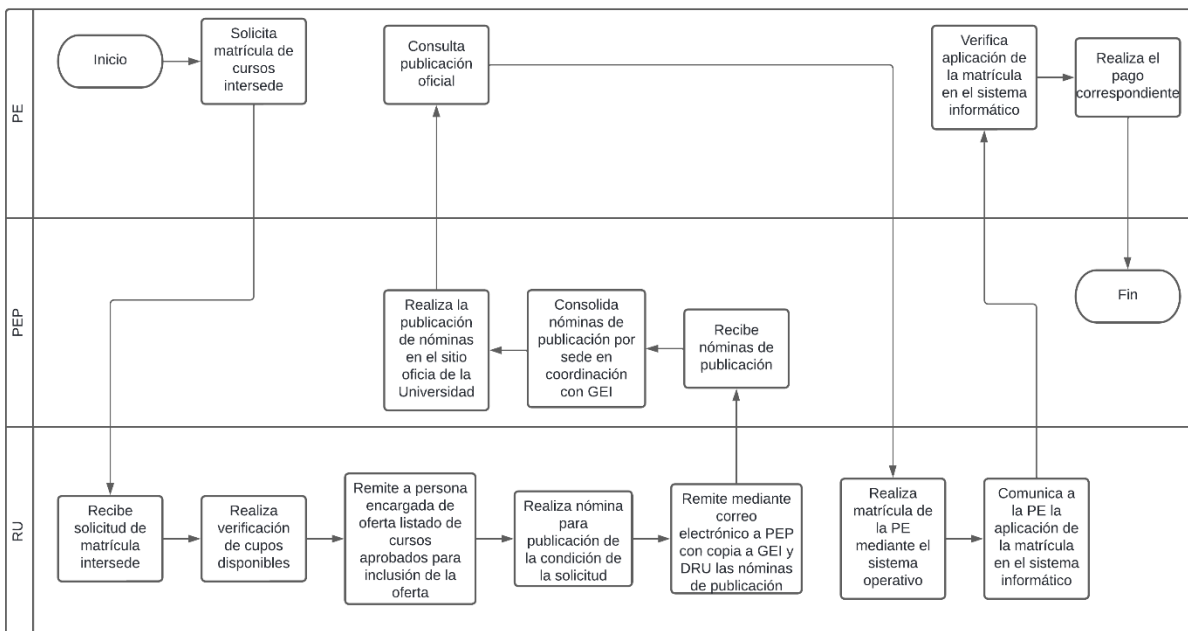 PE
Inicio
Solicita
matrícula de
cursos
intersede
Consulta
publicación
oficial
Verifica
aplicación de
la matrícula
en el sistema
informático
Realiza el
pago
correspondiente
PEP
Realiza la
publicación
de nóminas
en el sitio
oficia de la
Universidad
Consolida
nóminas de
publicación por
sede en
coordinación
con GEI
Recibe
nóminas de
publicación
Fin
RU
Recibe
solicitud de
matrícula
intersede
Realiza
verificación
de cupos
disponibles
Remite a persona
encargada de
oferta listado de
cursos
aprobados para
inclusión de la
oferta
Realiza nómina
para
publicación de
la condición de
la solicitud
Remite mediante
correo
electrónico a PEP
con copia a GEI y
DRU las nóminas
de publicación
Realiza
matrícula de
la PE
mediante el
sistema
operativo
Comunica a
la PE la
aplicación de
la matrícula
en el sistema
informático